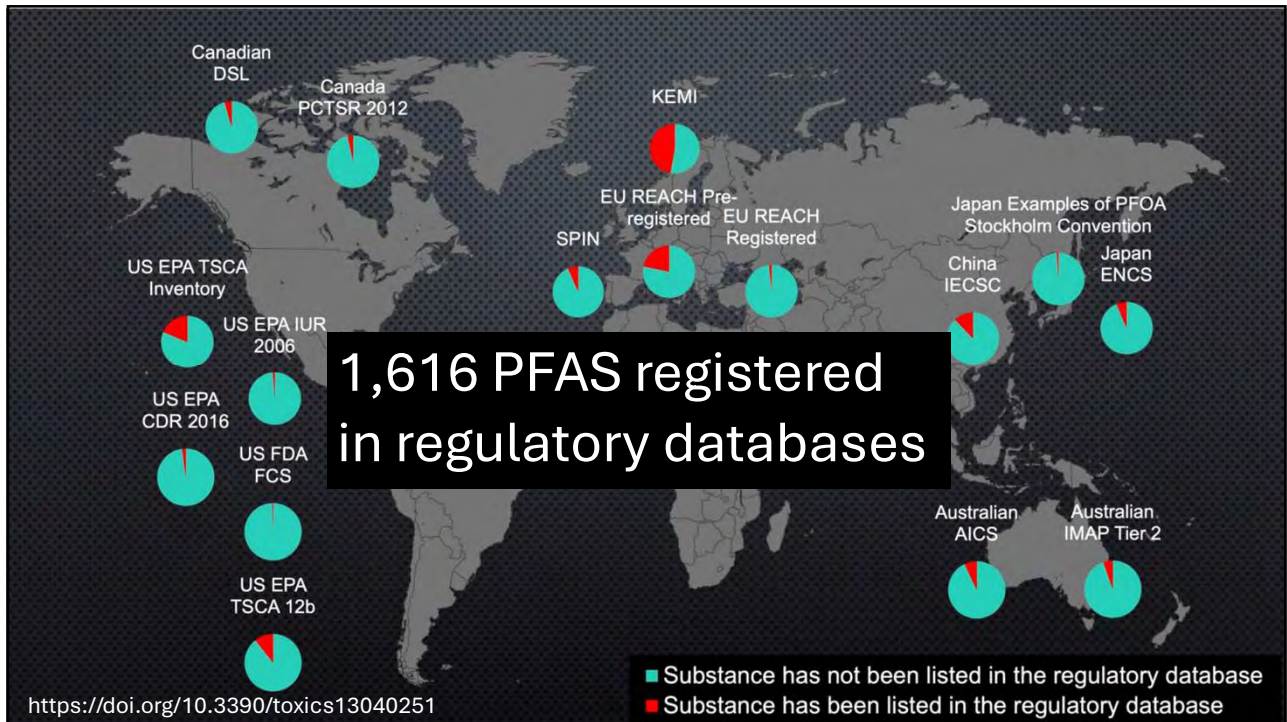 Canadian
DSL
Canada
PCTSR 2012
KEMI
EU REACH Pre-
registered
EU REACH
Registered
SPIN
Japan Examples of PFOA
Stockholm Convention
China
IECSC
Japan
ENCS
US EPA TSCA
Inventory
US EPA IUR
2006
US EPA
CDR 2016
US FDA
FCS
US EPA
TSCA 12b
1,616 PFAS registered
in regulatory databases
Australian
AICS
Australian
IMAP Tier 2
Substance has not been listed in the regulatory database
Substance has been listed in the regulatory database
https://doi.org/10.3390/toxics13040251